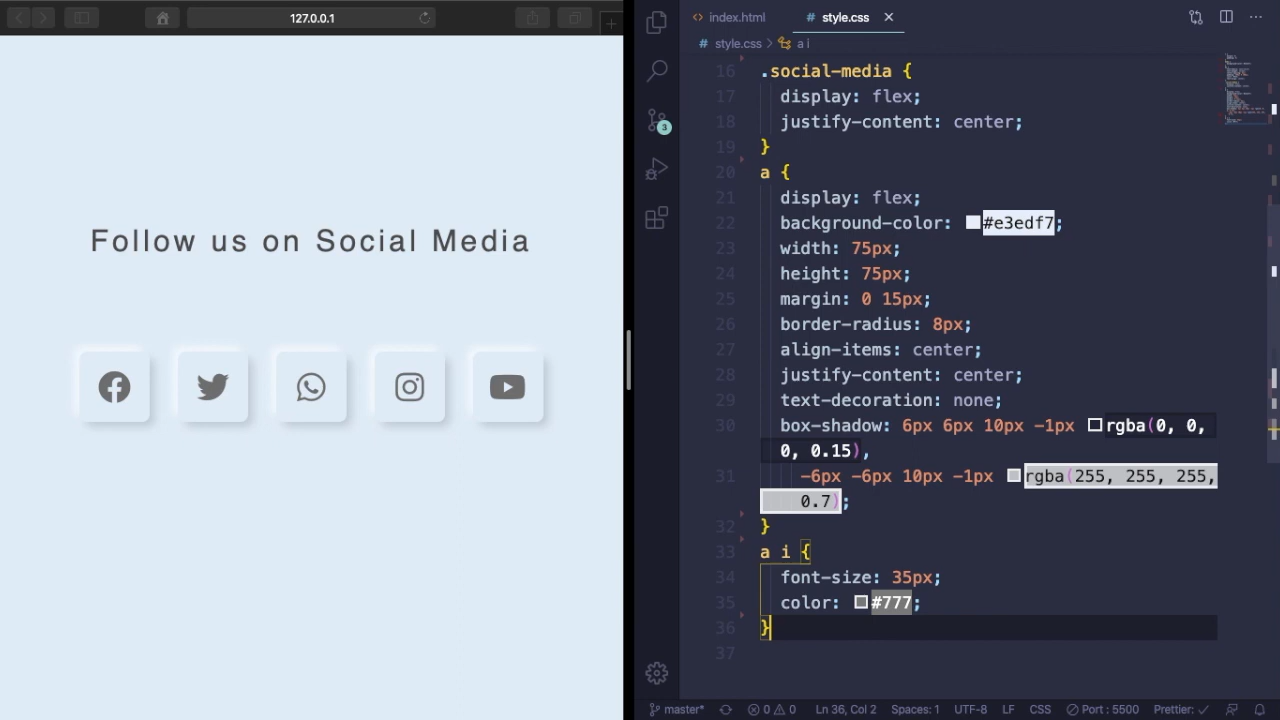 127.0.0.1
Follow us on Social Media
index.html
# style.css
# style.css > a i
3
16 .social-media {
17 display: flex;
18 justify-content: center;
19 }
20 a {
21 display: flex;
22 background-color: #e3edf7;
23 width: 75px;
24 height: 75px;
25 margin: 0 15px;
26 border-radius: 8px;
27 align-items: center;
28 justify-content: center;
29 text-decoration: none;
30 box-shadow: 6px 6px 10px -1px rgba(0, 0,
0, 0.15),
31 -6px -6px 10px -1px rgba(255, 255, 255,
0.7);
32 }
33 a i {
34 font-size: 35px;
35 color: #777;
36 }
37
master* 0 0 Ln 36, Col 2 Spaces: 1 UTF-8 LF CSS Port : 5500 Prettier: ✓